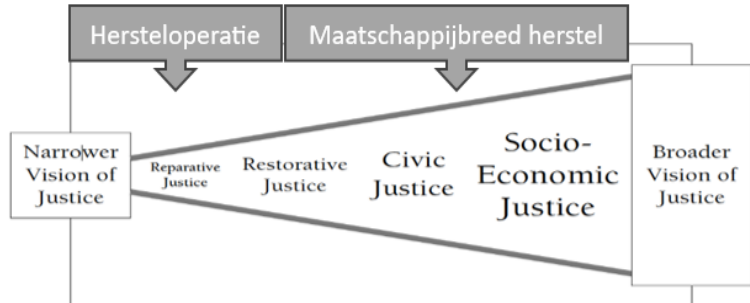 Hersteloperatie
Maatschappijbreed herstel
Narrower
Vision of
Justice
Reparative
Justice
Restorative
Justice
Civic
Justice
Socio-
Economic
Justice
Broader
Vision of
Justice